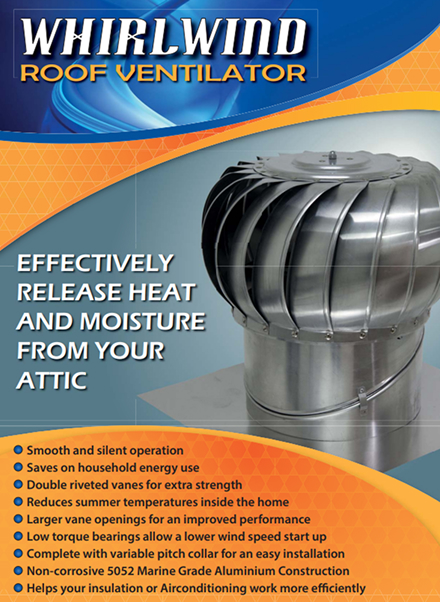 WHIRLWIND
ROOF VENTILATOR
EFFECTIVELY
RELEASE HEAT
AND MOISTURE
FROM YOUR
ATTIC
Smooth and silent operation
Saves on household energy use
Double riveted vanes for extra strength
Reduces summer temperatures inside the home
Larger vane openings for an improved performance
Low torque bearings allow a lower wind speed start up
Complete with variable pitch collar for an easy installation
Non-corrosive 5052 Marine Grade Aluminium Construction
Helps your insulation or Airconditioning work more efficiently